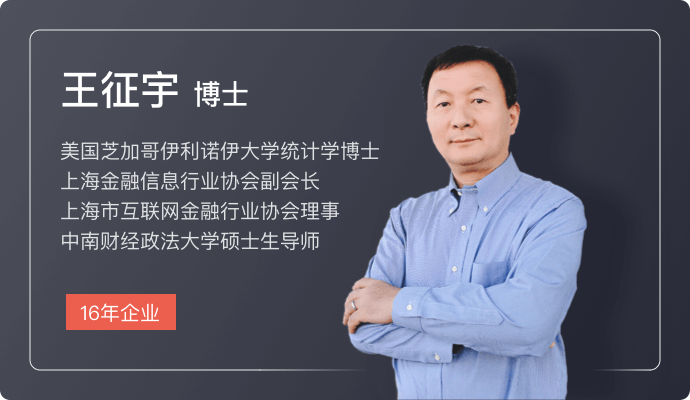 王征宇 博士
美国芝加哥伊利诺伊大学统计学博士
上海金融信息行业协会副会长
上海市互联网金融行业协会理事
中南财经政法大学硕士生导师
16年企业